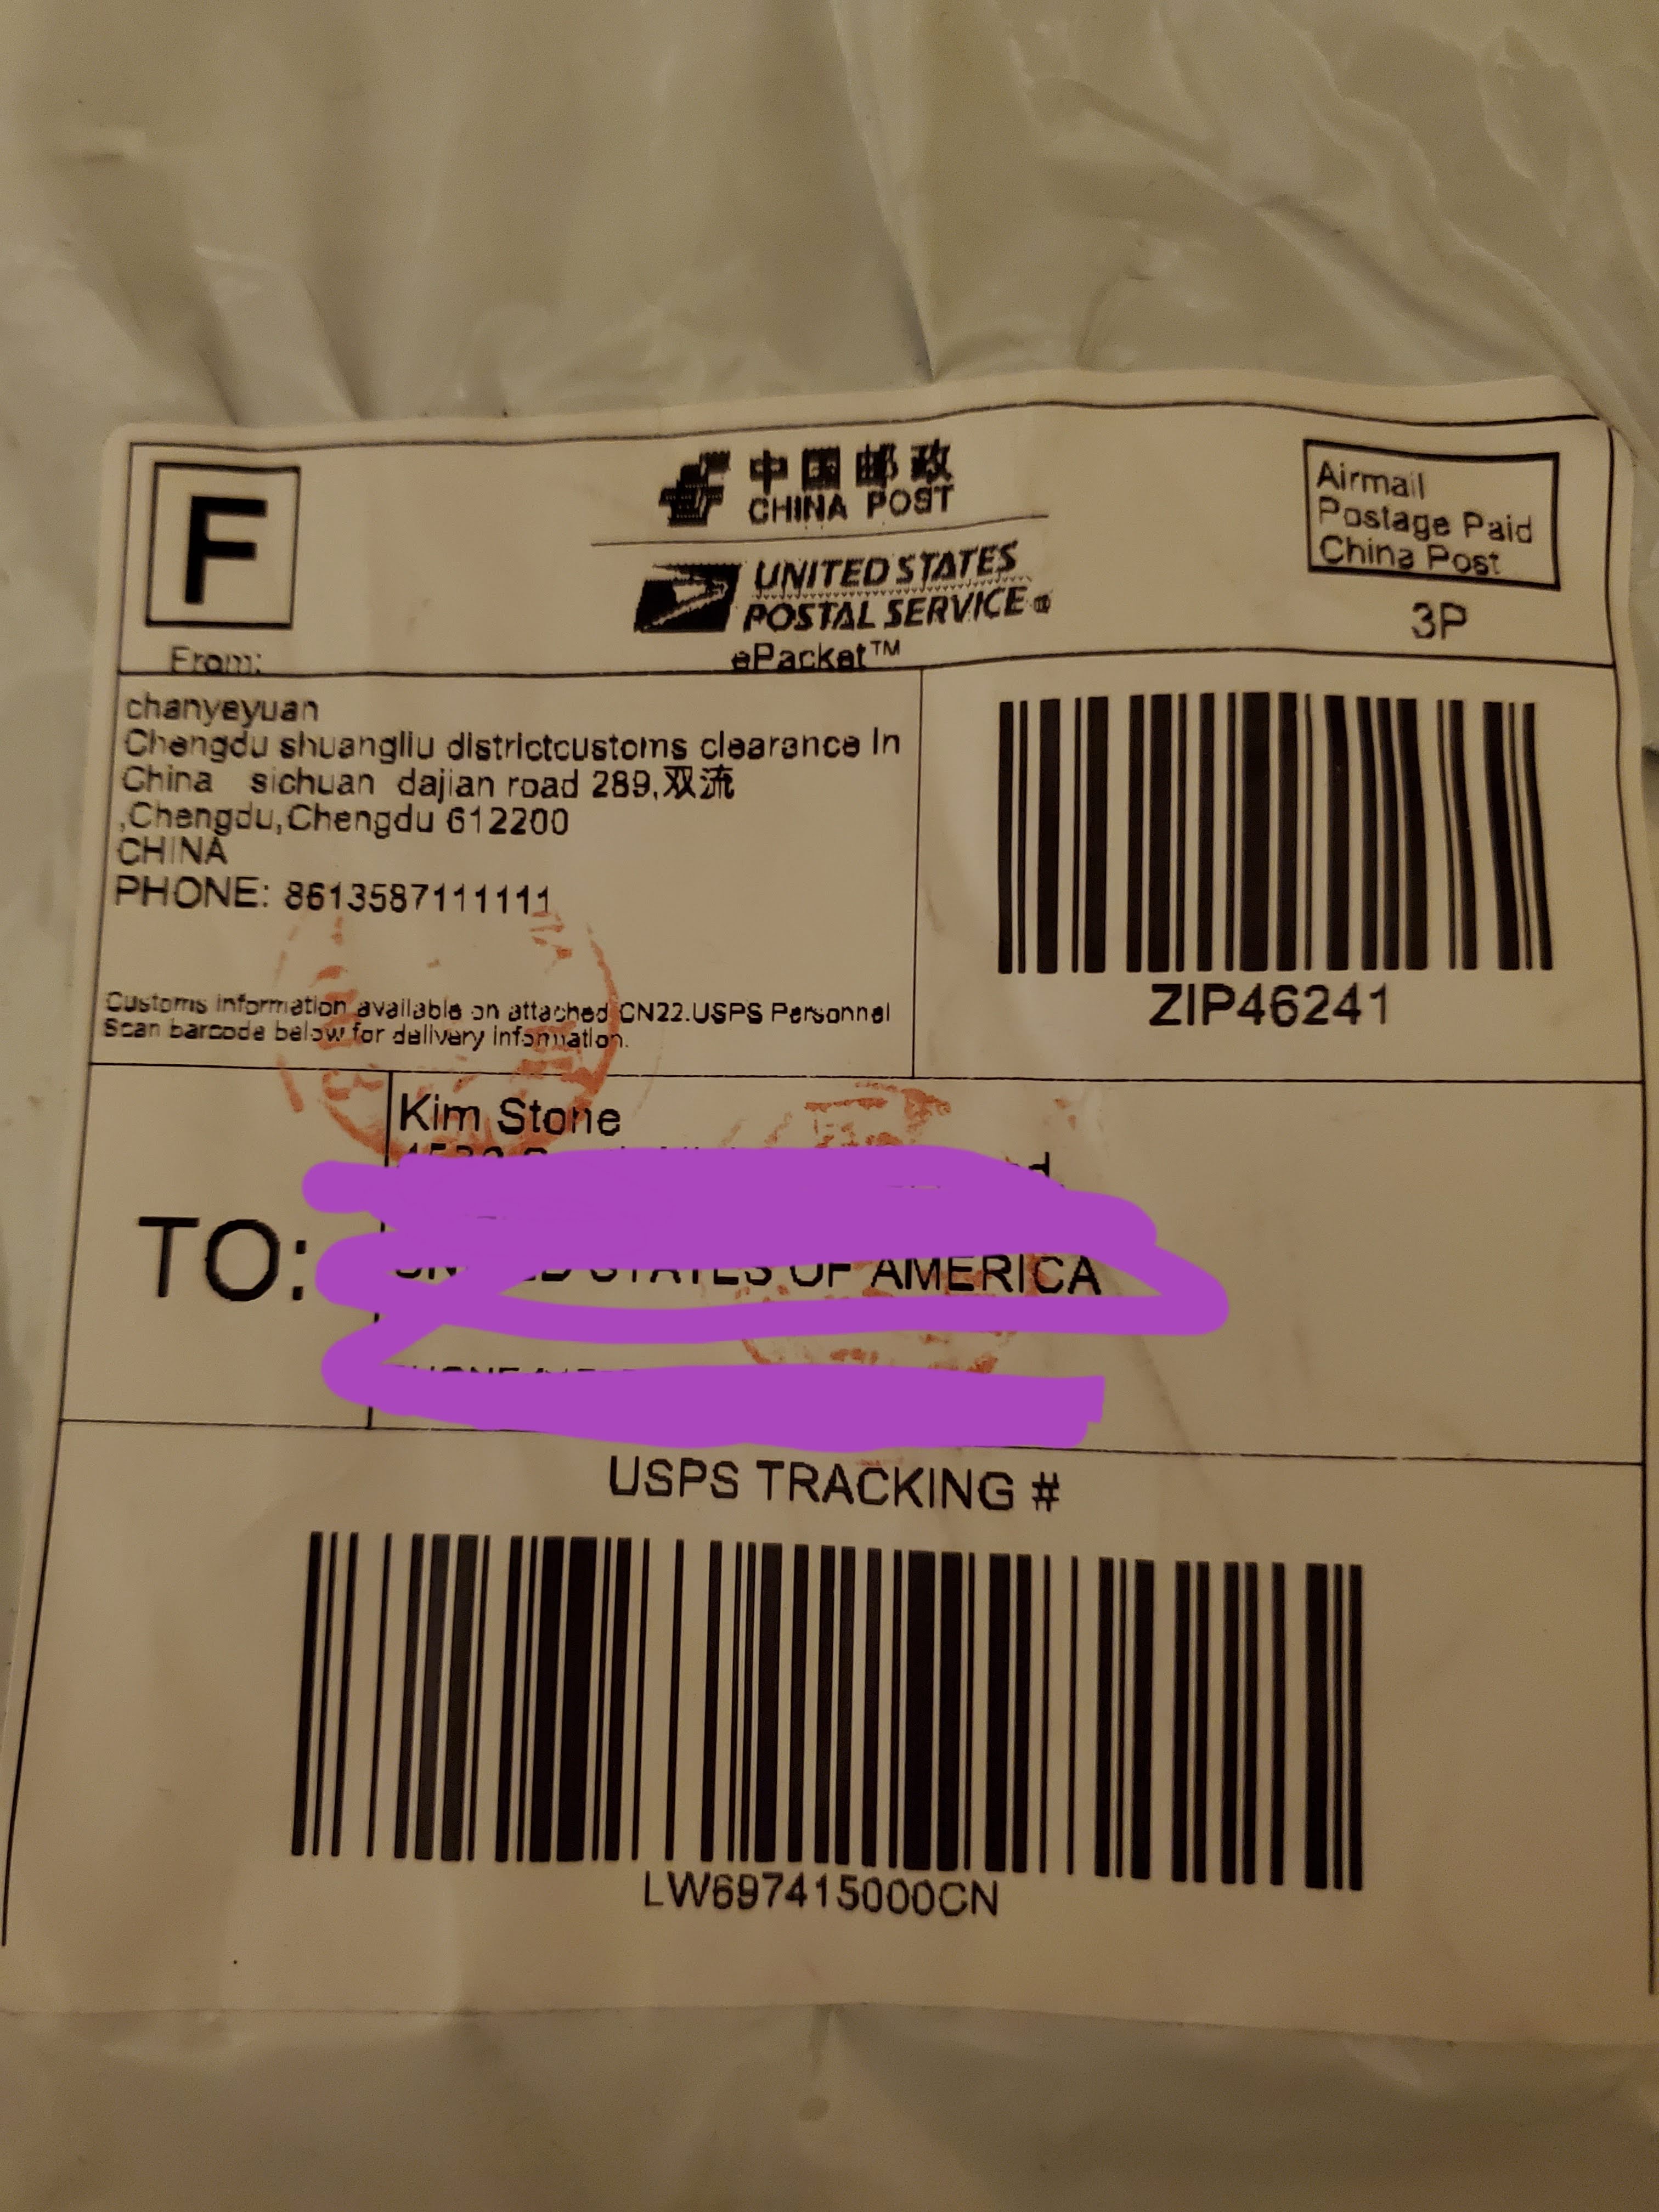 F
中国邮政
CHINA POST
UNITED STATES
POSTAL SERVICE®
ePacket™
Airmail
Postage Paid
China Post
3P
From:
chanyeyuan
Chengdu shuangliu districtcustoms clearance In
China sichuan dajian road 289,双流
,Chengdu,Chengdu 612200
CHINA
PHONE: 8613587111111
Customs information available on attached CN22.USPS Personnel
Scan barcode below for delivery information.
ZIP46241
TO:
Kim Stone
STATES OF AMERICA
USPS TRACKING #
LW697415000CN